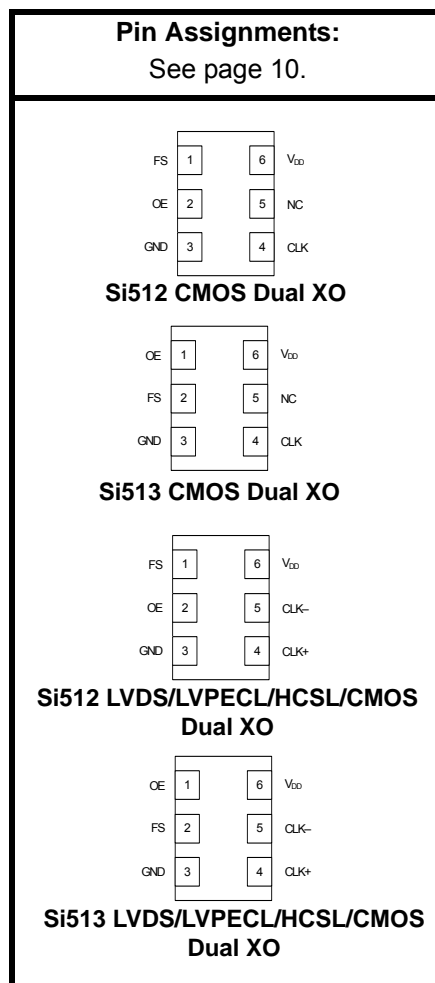 Pin Assignments:
See page 10.
FS 1 6 VDD
OE 2 5 NC
GND 3 4 CLK
Si512 CMOS Dual XO
OE 1 6 VDD
FS 2 5 NC
GND 3 4 CLK
Si513 CMOS Dual XO
FS 1 6 VDD
OE 2 5 CLK–
GND 3 4 CLK+
Si512 LVDS/LVPECL/HCSL/CMOS
Dual XO
OE 1 6 VDD
FS 2 5 CLK–
GND 3 4 CLK+
Si513 LVDS/LVPECL/HCSL/CMOS
Dual XO